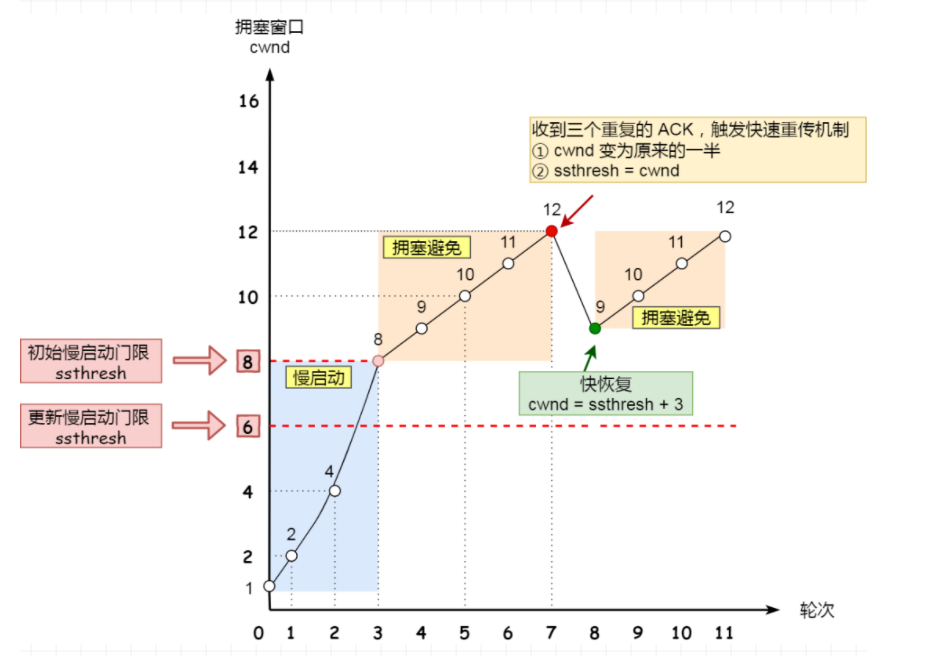 拥塞窗口
cwnd
16
14
12
10
8
6
4
2
1
收到三个重复的 ACK，触发快速重传机制
① cwnd 变为原来的一半
② ssthresh = cwnd
初始慢启动门限
ssthresh
更新慢启动门限
ssthresh
慢启动
拥塞避免
2
4
8
9
10
11
12
9
10
11
12
拥塞避免
快恢复
cwnd = ssthresh + 3
0 1 2 3 4 5 6 7 8 9 10 11
轮次